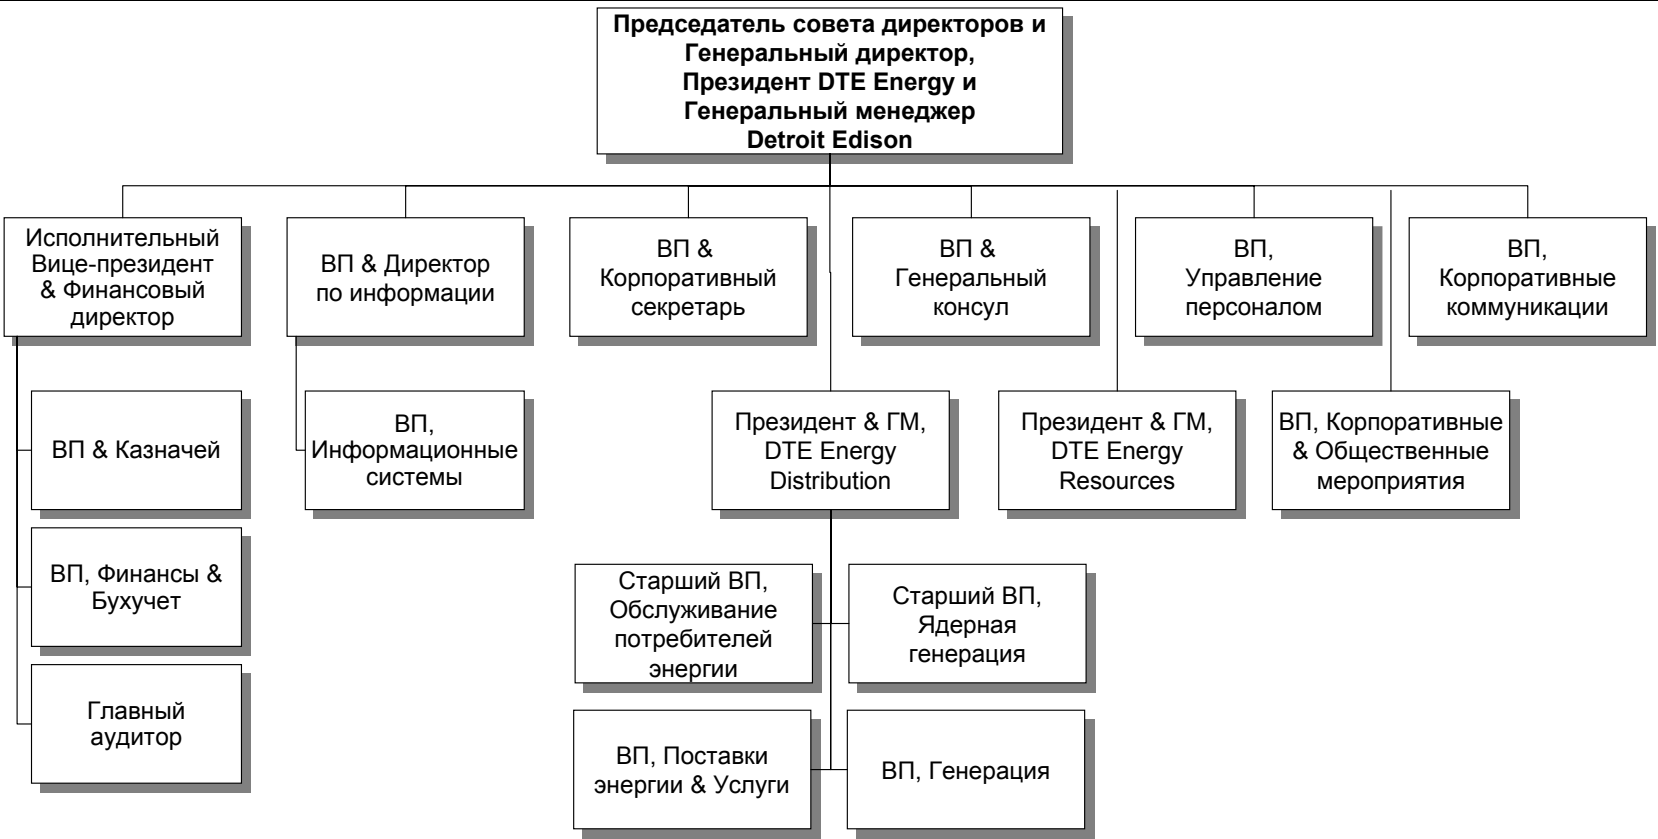 Председатель совета директоров и
Генеральный директор,
Президент DTE Energy и
Генеральный менеджер
Detroit Edison
Исполнительный
Вице-президент
& Финансовый
директор
ВП & Директор
по информации
ВП &
Корпоративный
секретарь
ВП &
Генеральный
консул
ВП,
Управление
персоналом
ВП,
Корпоративные
коммуникации
ВП & Казначей
ВП,
Информационные
системы
Президент & ГМ,
DTE Energy
Distribution
Президент & ГМ,
DTE Energy
Resources
ВП, Корпоративные
& Общественные
мероприятия
ВП, Финансы &
Бухучет
Старший ВП,
Обслуживание
потребителей
энергии
Старший ВП,
Ядерная
генерация
Главный
аудитор
ВП, Поставки
энергии & Услуги
ВП, Генерация